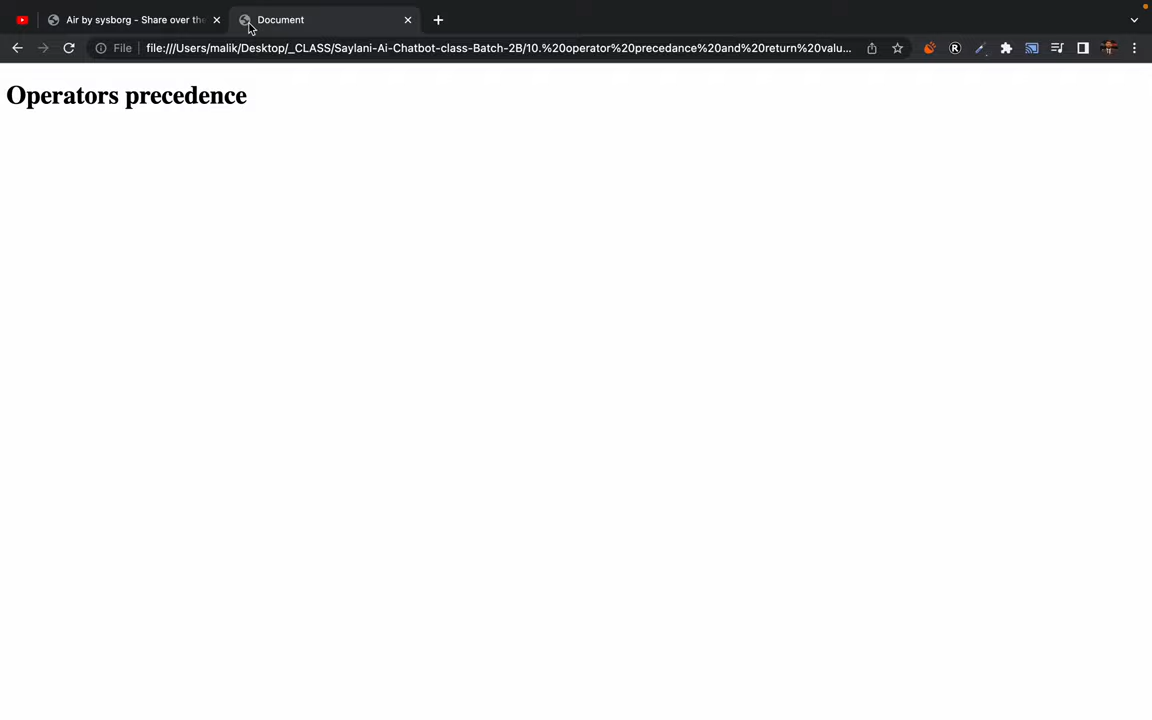 Air by sysborg - Share over the
Document
File
file:///Users/malik/Desktop/_CLASS/Saylani-Ai-Chatbot-class-Batch-2B/10.%20operator%20precedance%20and%20return%20valu...
Operators precedence